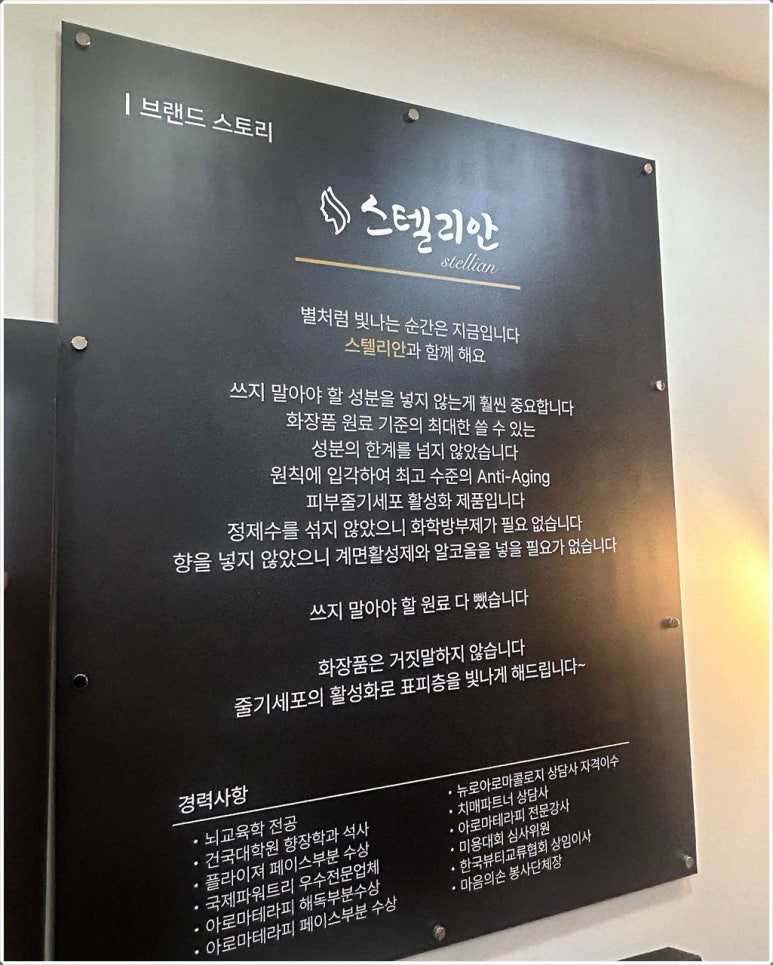 | 브랜드 스토리
스텔리안
stellian
별처럼 빛나는 순간은 지금입니다
스텔리안과 함께 해요
쓰지 말아야 할 성분을 넣지 않는게 훨씬 중요합니다
화장품 원료 기준의 최대한 쓸 수 있는
성분의 한계를 넘지 않았습니다
원칙에 입각하여 최고 수준의 Anti-Aging
피부줄기세포 활성화 제품입니다
정제수를 섞지 않았으니 화학방부제가 필요 없습니다
향을 넣지 않았으니 계면활성제와 알코올을 넣을 필요가 없습니다
쓰지 말아야 할 원료 다 뺐습니다
화장품은 거짓말하지 않습니다
줄기세포의 활성화로 표피층을 빛나게 해드립니다~
경력사항
• 뇌교육학 전공
• 건국대학원 향장학과 석사
• 플라이져 페이스부분 수상
• 국제파워트리 우수전문업체
• 아로마테라피 해독부분수상
• 아로마테라피 페이스부분 수상
• 뉴로아로마콜로지 상담사 자격이수
• 치매파트너 상담사
• 아로마테라피 전문강사
• 미용대회 심사위원
• 한국뷰티교류협회 상임이사
• 마음의손 봉사단체장